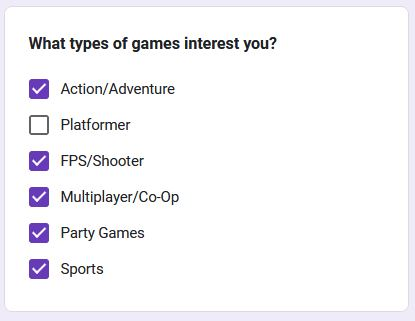 What types of games interest you?
Action/Adventure
Platformer
FPS/Shooter
Multiplayer/Co-Op
Party Games
Sports